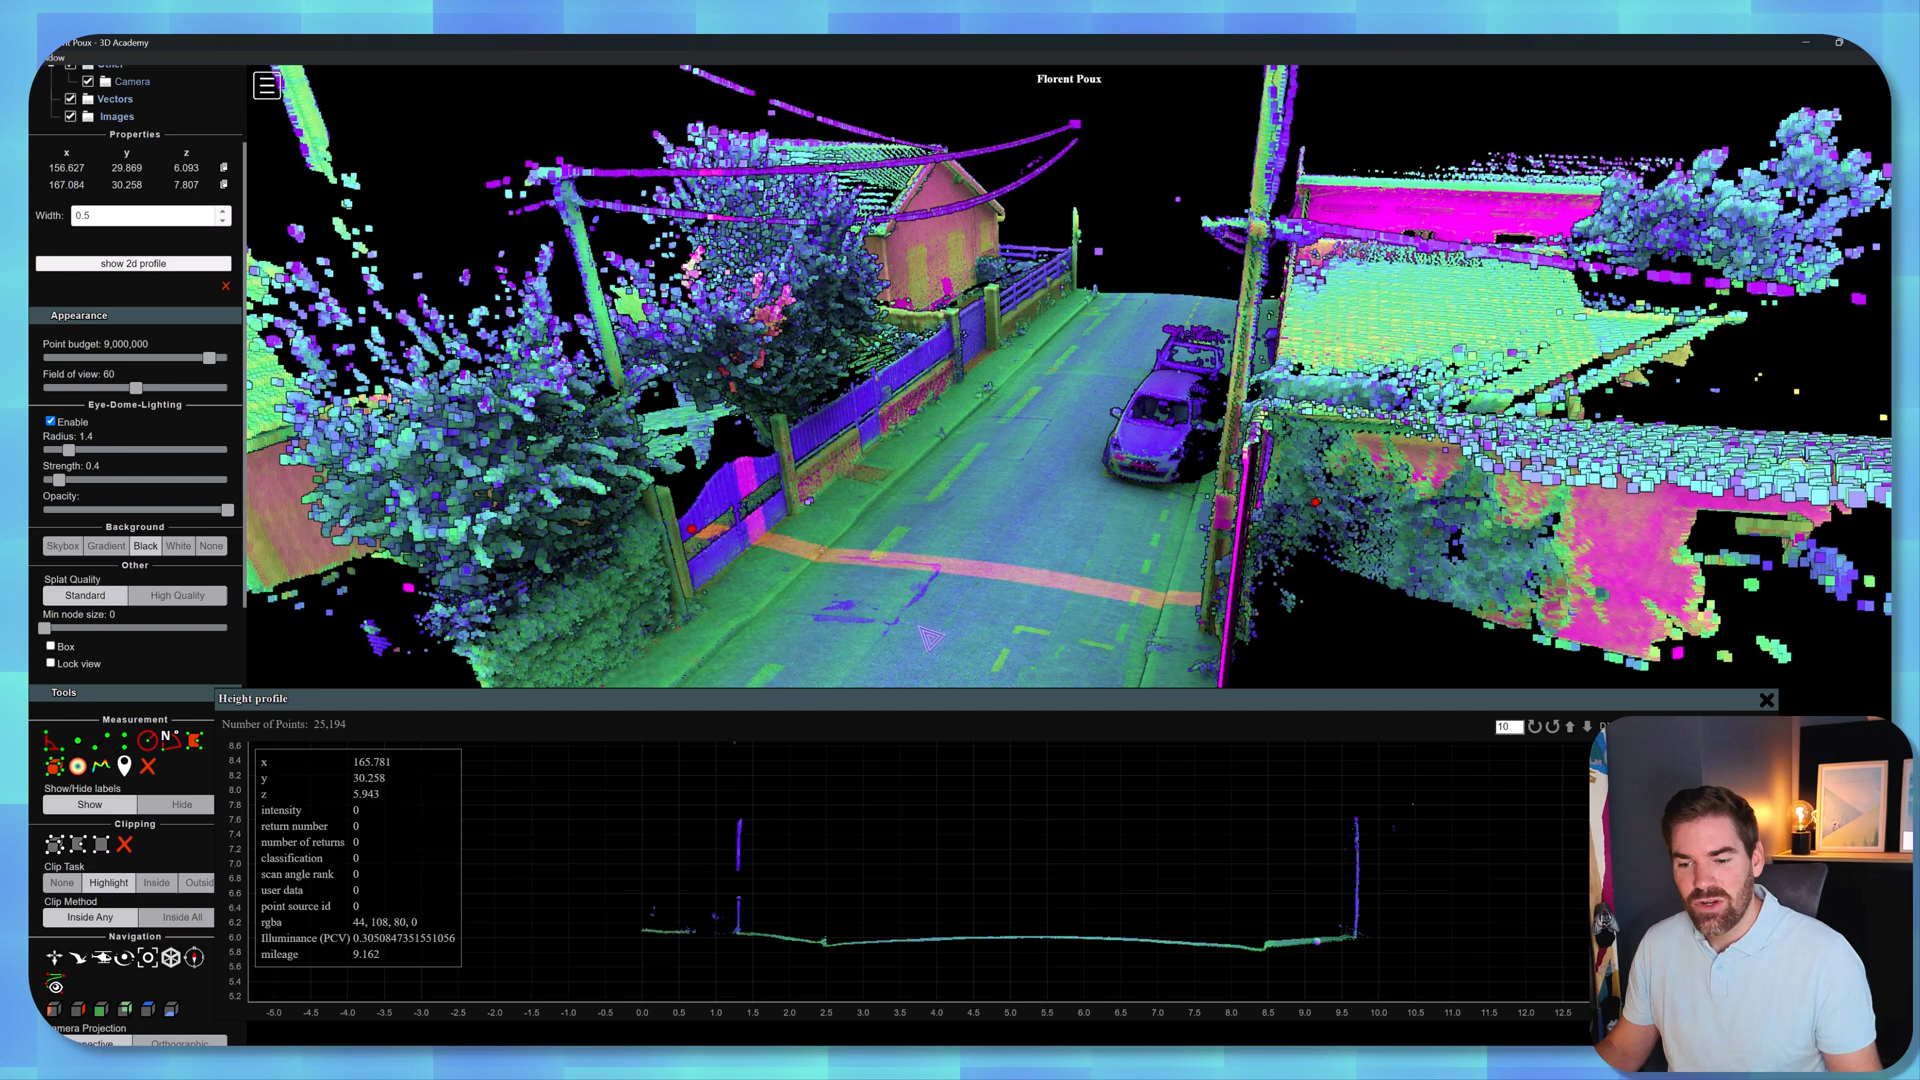 nt Poux - 3D Academy
dow
Other
Camera
Vectors
Images
Properties
x y z
156.627 29.869 6.093
167.084 30.258 7.807
Width: 0.5
show 2d profile
Appearance
Point budget: 9,000,000
Field of view: 60
Eye-Dome-Lighting
Enable
Radius: 1.4
Strength: 0.4
Opacity:
Background
Skybox Gradient Black White None
Other
Splat Quality
Standard High Quality
Min node size: 0
Box
Lock view
Tools
Measurement
N°
Show/Hide labels
Show Hide
Clipping
Clip Task
None Highlight Inside Outsid
Clip Method
Inside Any Inside All
Navigation
amera Projection
pective Orthographic
Florent Poux
Height profile
Number of Points: 25,194
10
x 165.781
y 30.258
z 5.943
intensity 0
return number 0
number of returns 0
classification 0
scan angle rank 0
user data 0
point source id 0
rgba 44, 108, 80, 0
Illuminance (PCV) 0.3050847351551056
mileage 9.162
8.6
8.4
8.2
8.0
7.8
7.6
7.4
7.2
7.0
6.8
6.6
6.4
6.2
6.0
5.8
5.6
5.4
5.2
-5.0 -4.5 -4.0 -3.5 -3.0 -2.5 -2.0 -1.5 -1.0 -0.5 0.0 0.5 1.0 1.5 2.0 2.5 3.0 3.5 4.0 4.5 5.0 5.5 6.0 6.5 7.0 7.5 8.0 8.5 9.0 9.5 10.0 10.5 11.0 11.5 12.0 12.5